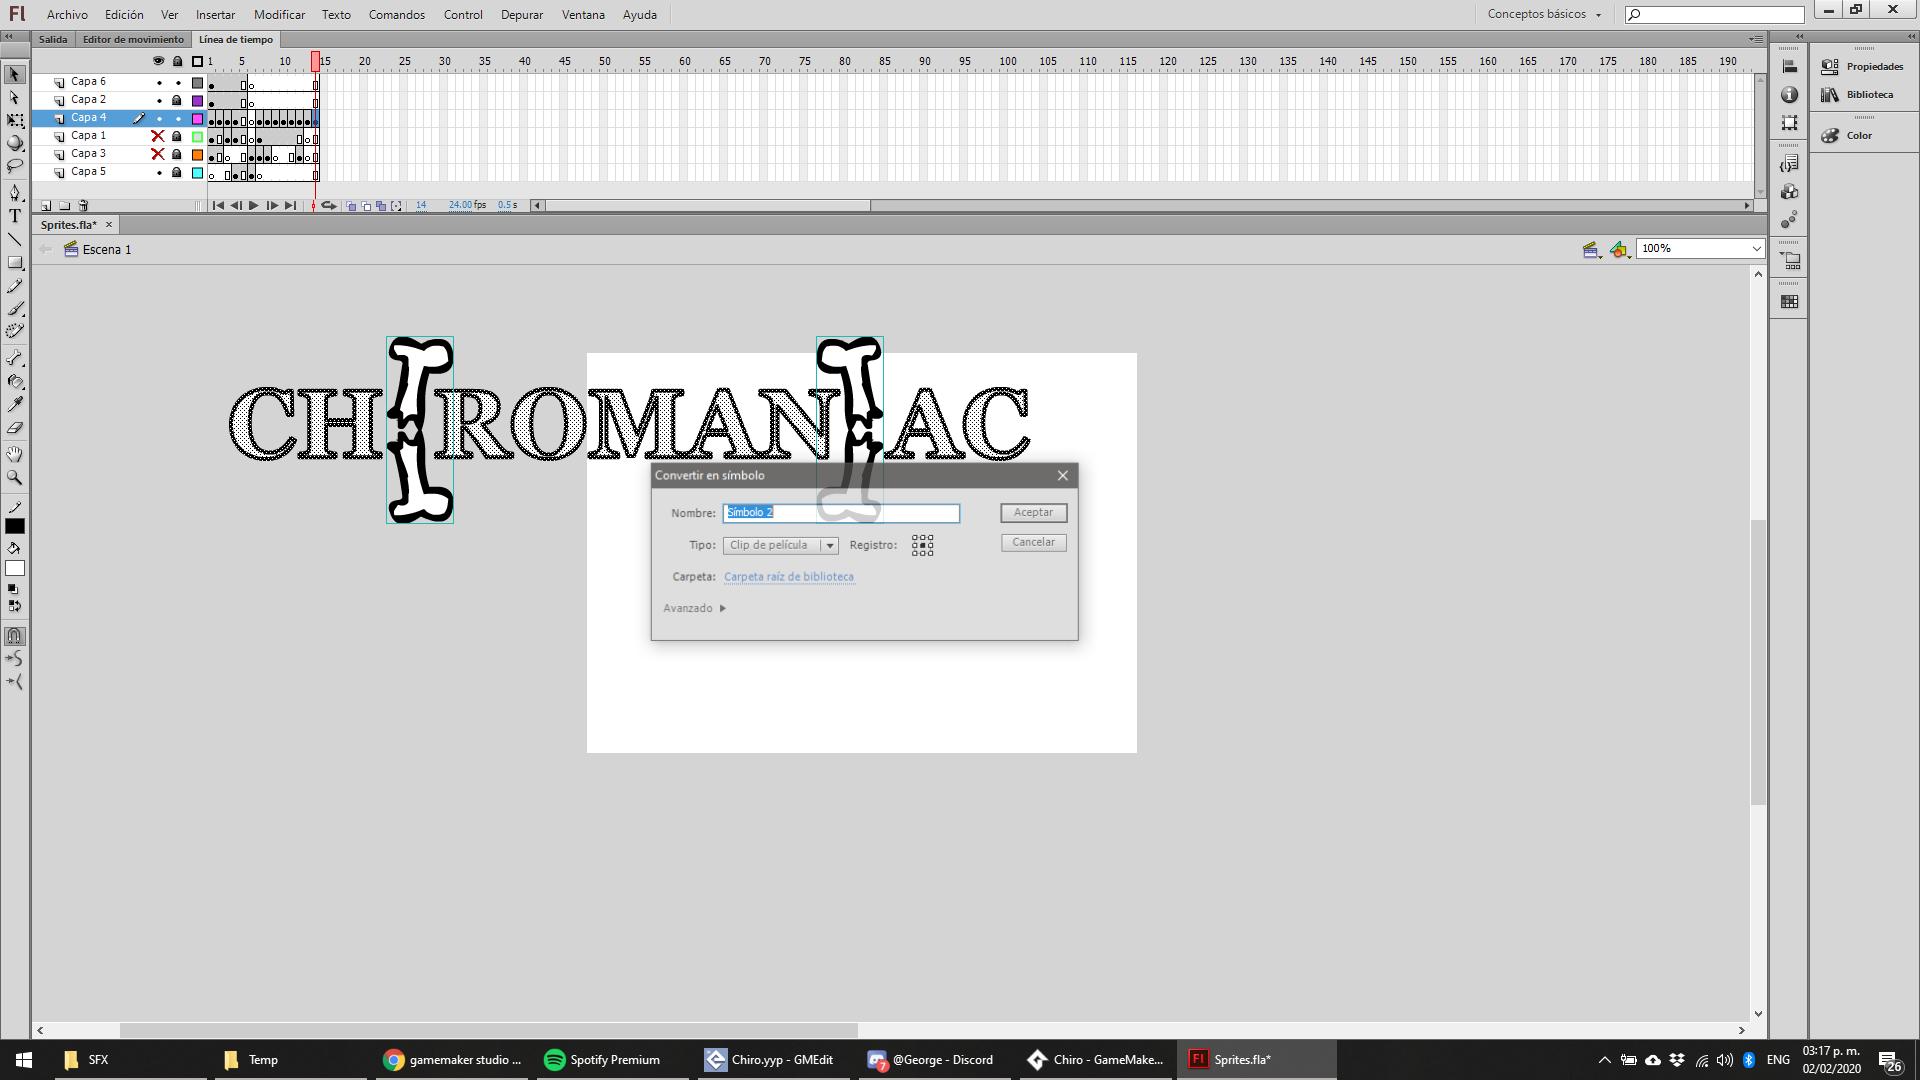 Fl Archivo Edición Ver Insertar Modificar Texto Comandos Control Depurar Ventana Ayuda Conceptos básicos
Salida Editor de movimiento Línea de tiempo
1 5 10 15 20 25 30 35 40 45 50 55 60 65 70 75 80 85 90 95 100 105 110 115 120 125 130 135 140 145 150 155 160 165 170 175 180 185 190
Capa 6
Capa 2
Capa 4
Capa 1
Capa 3
Capa 5
14 24.00 fps 0.5 s
Propiedades
Biblioteca
Color
Sprites.fla*
Escena 1
100%
CHIROMANIAC
Convertir en símbolo
Nombre: Símbolo 2 Aceptar
Tipo: Clip de película Registro: Cancelar
Carpeta: Carpeta raíz de biblioteca
Avanzado
SFX Temp gamemaker studio ... Spotify Premium Chiro.yyp - GMEdit 7 @George - Discord Chiro - GameMake... Fl Sprites.fla* ENG 03:17 p. m.
02/02/2020 26